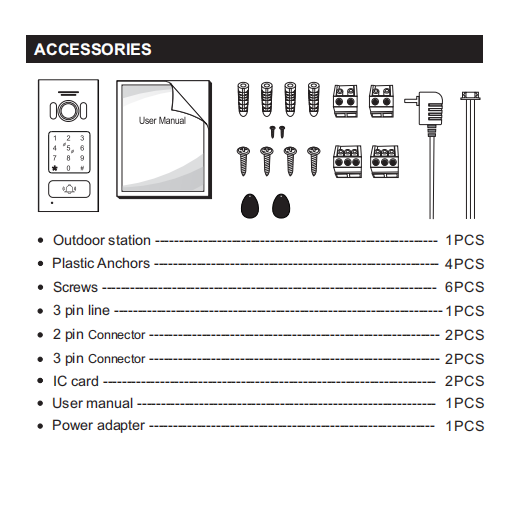 ACCESSORIES
User Manual
1 2 3
4 5 6
7 8 9
* 0 #
• Outdoor station ------------------------------------------------ 1PCS
• Plastic Anchors ------------------------------------------------ 4PCS
• Screws ------------------------------------------------ 6PCS
• 3 pin line ------------------------------------------------ 1PCS
• 2 pin Connector ------------------------------------------------ 2PCS
• 3 pin Connector ------------------------------------------------ 2PCS
• IC card ------------------------------------------------ 2PCS
• User manual ------------------------------------------------ 1PCS
• Power adapter ------------------------------------------------ 1PCS